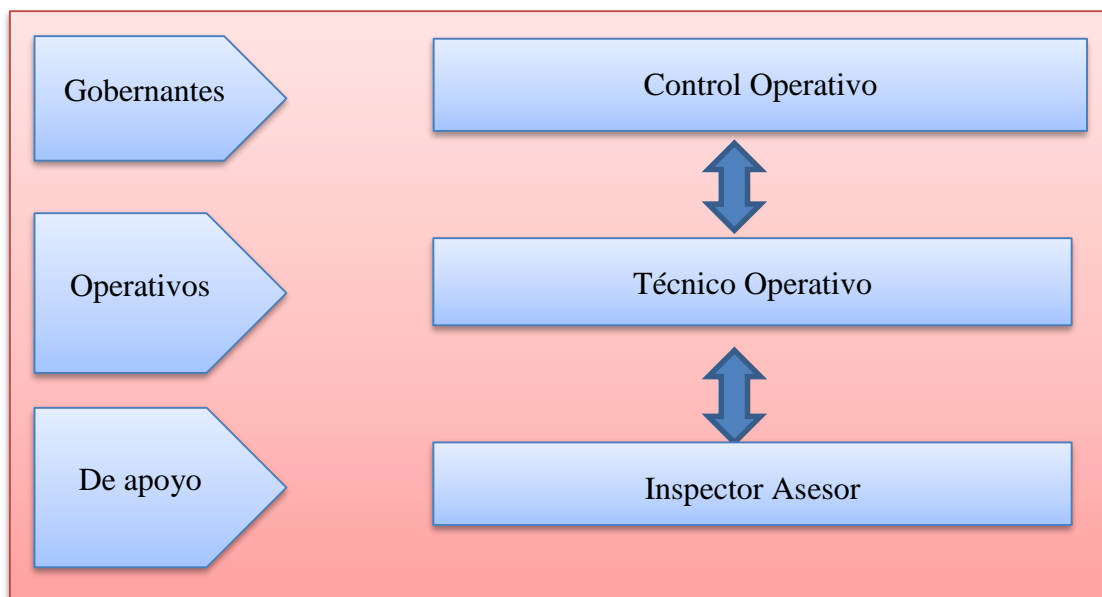 Gobernantes
Control Operativo
Operativos
Técnico Operativo
De apoyo
Inspector Asesor